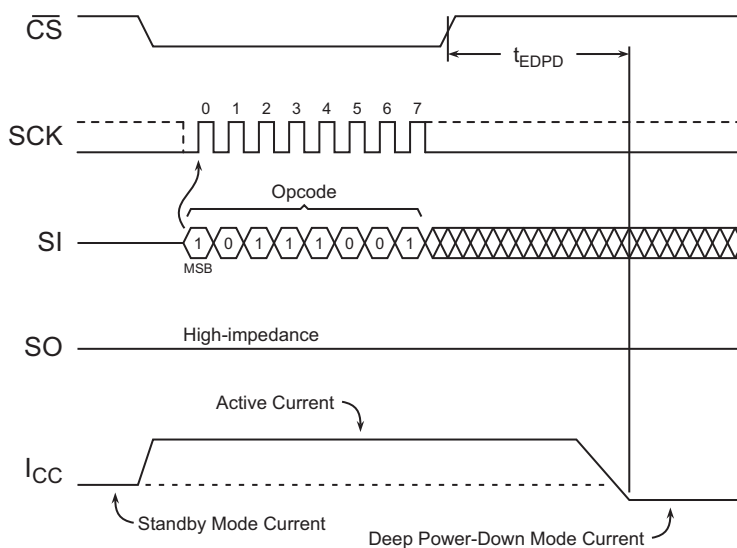 CS
tEDPD
0 1 2 3 4 5 6 7
SCK
Opcode
SI
1 0 1 1 1 0 0 1
MSB
High-impedance
SO
Active Current
ICC
Standby Mode Current
Deep Power-Down Mode Current